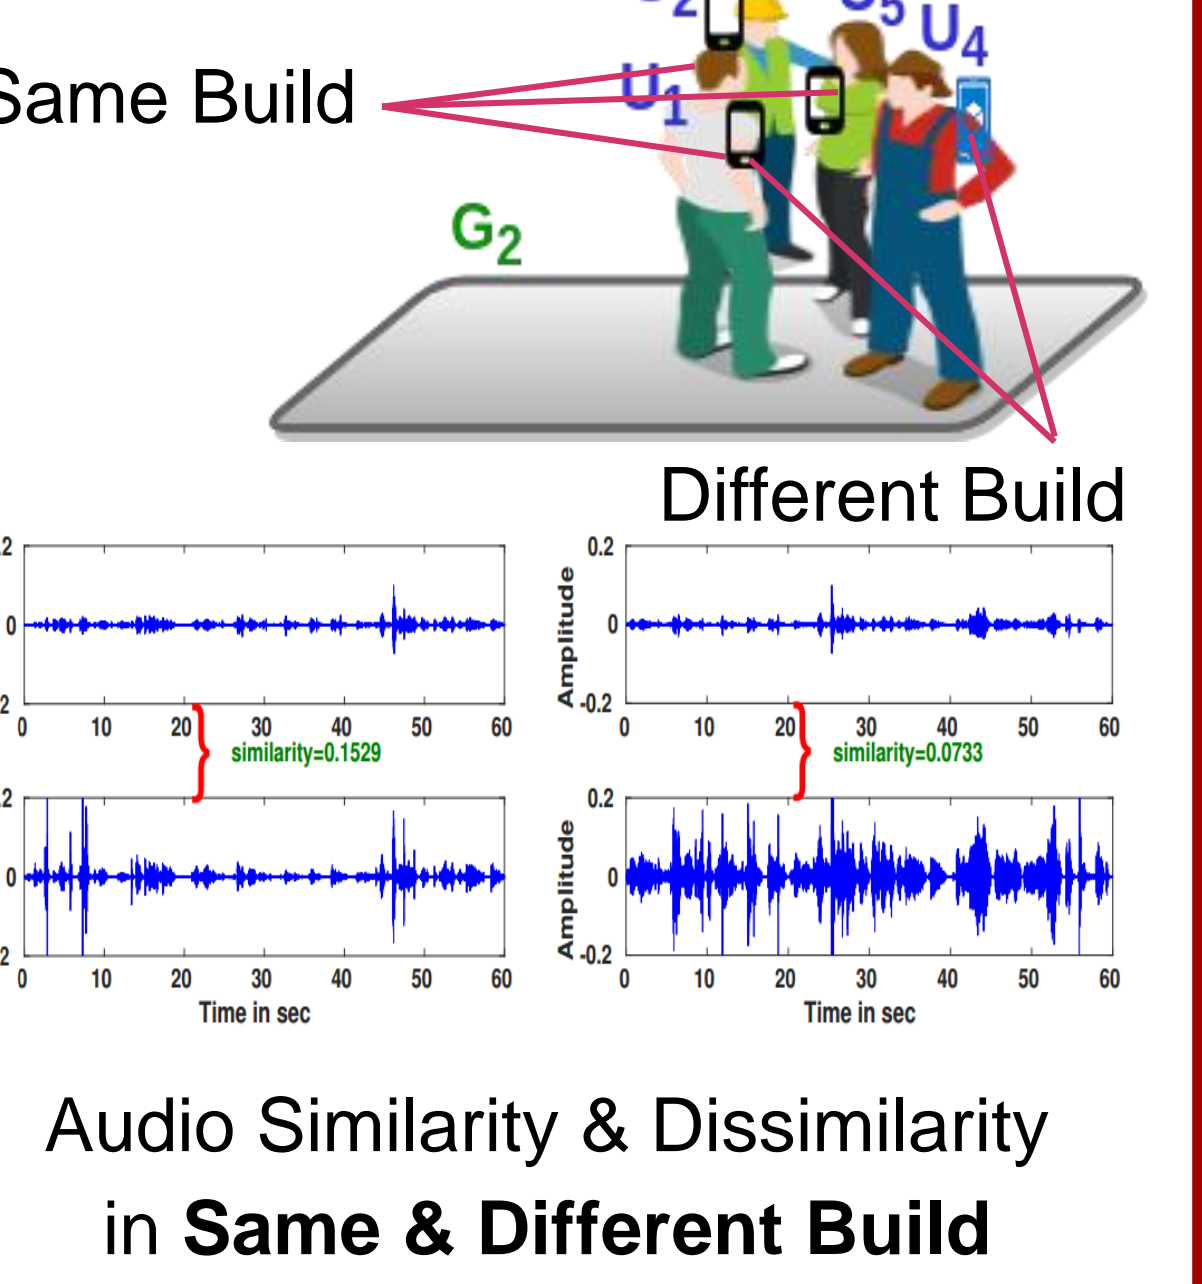 U4
Same Build
U1
G2
Different Build
0.2
0
0 10 20 30 40 50 60
similarity=0.1529
0
0 10 20 30 40 50 60
Time in sec
Amplitude
0.2
0
-0.2
0 10 20 30 40 50 60
similarity=0.0733
Amplitude
0.2
0
-0.2
0 10 20 30 40 50 60
Time in sec
Audio Similarity & Dissimilarity
in Same & Different Build